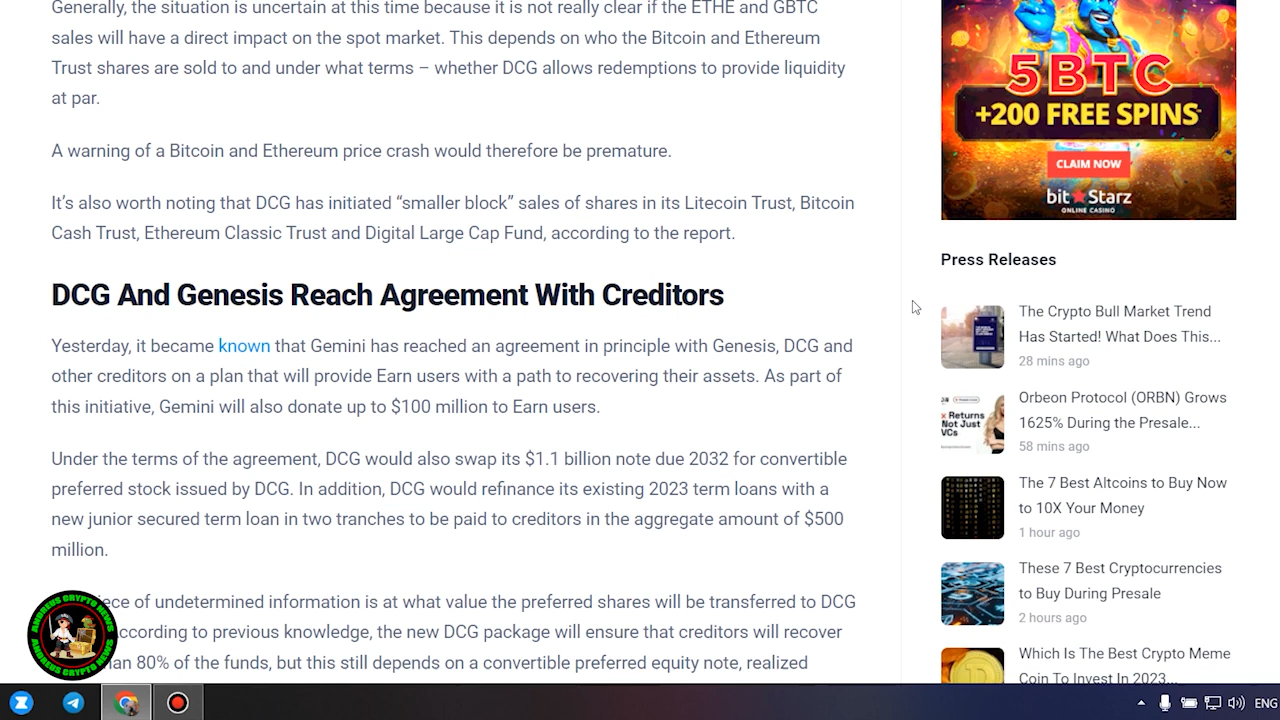 Generally, the situation is uncertain at this time because it is not really clear if the ETHE and GBTC
sales will have a direct impact on the spot market. This depends on who the Bitcoin and Ethereum
Trust shares are sold to and under what terms – whether DCG allows redemptions to provide liquidity
at par.
A warning of a Bitcoin and Ethereum price crash would therefore be premature.
It's also worth noting that DCG has initiated “smaller block” sales of shares in its Litecoin Trust, Bitcoin
Cash Trust, Ethereum Classic Trust and Digital Large Cap Fund, according to the report.
DCG And Genesis Reach Agreement With Creditors
Yesterday, it became known that Gemini has reached an agreement in principle with Genesis, DCG and
other creditors on a plan that will provide Earn users with a path to recovering their assets. As part of
this initiative, Gemini will also donate up to $100 million to Earn users.
Under the terms of the agreement, DCG would also swap its $1.1 billion note due 2032 for convertible
preferred stock issued by DCG. In addition, DCG would refinance its existing 2023 term loans with a
new junior secured term loan in two tranches to be paid to creditors in the aggregate amount of $500
million.
iece of undetermined information is at what value the preferred shares will be transferred to DCG
ccording to previous knowledge, the new DCG package will ensure that creditors will recover
an 80% of the funds, but this still depends on a convertible preferred equity note, realized
ANDREUS CRYPTO NEWS
ANDREUS CRYPTO NEWS
5BTC
+200 FREE SPINS
CLAIM NOW
bit Starz
ONLINE CASINO
Press Releases
The Crypto Bull Market Trend
Has Started! What Does This...
28 mins ago
x Returns
Not Just
VCs
Orbeon Protocol (ORBN) Grows
1625% During the Presale...
58 mins ago
The 7 Best Altcoins to Buy Now
to 10X Your Money
1 hour ago
These 7 Best Cryptocurrencies
to Buy During Presale
2 hours ago
Which Is The Best Crypto Meme
Coin To Invest In 2023...
ENG